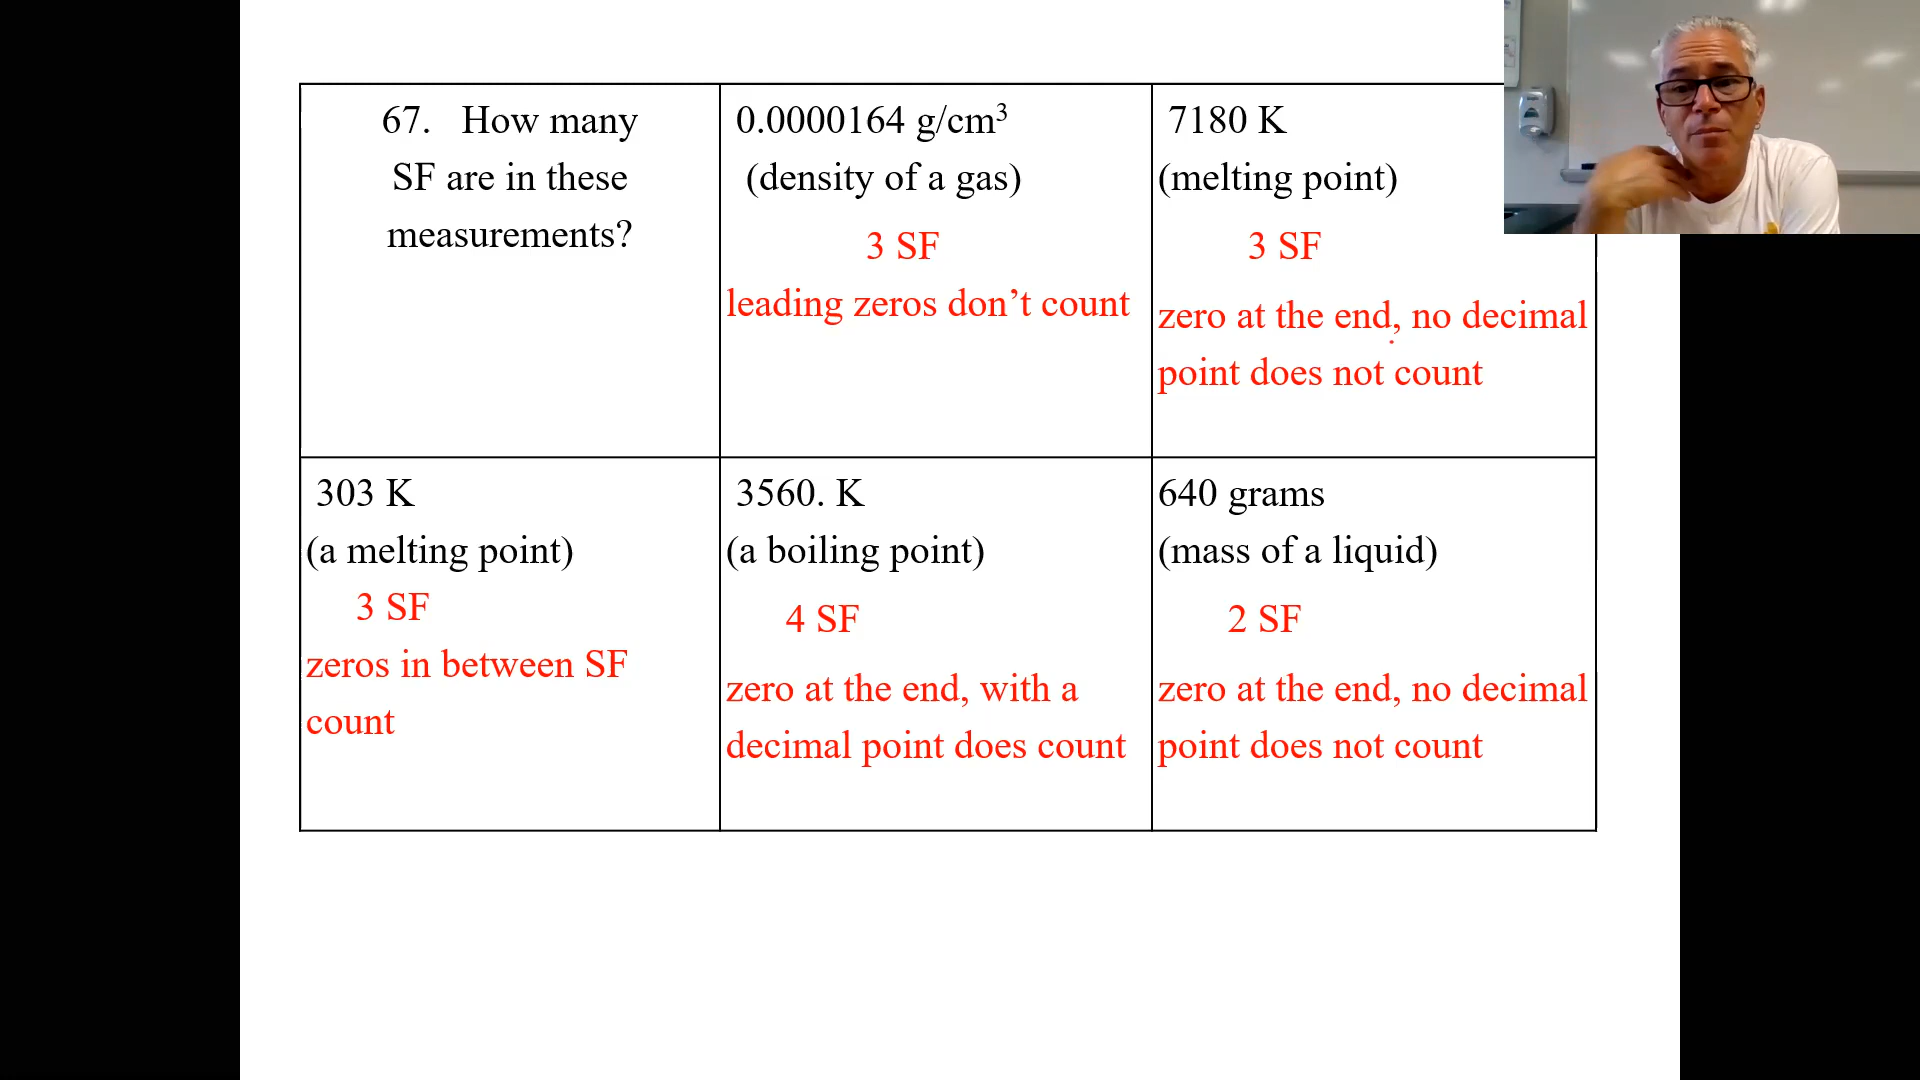 67. How many
SF are in these
measurements?
0.0000164 g/cm³
(density of a gas)
3 SF
leading zeros don’t count
7180 K
(melting point)
3 SF
zero at the end, no decimal
point does not count
303 K
(a melting point)
3 SF
zeros in between SF
count
3560. K
(a boiling point)
4 SF
zero at the end, with a
decimal point does count
640 grams
(mass of a liquid)
2 SF
zero at the end, no decimal
point does not count